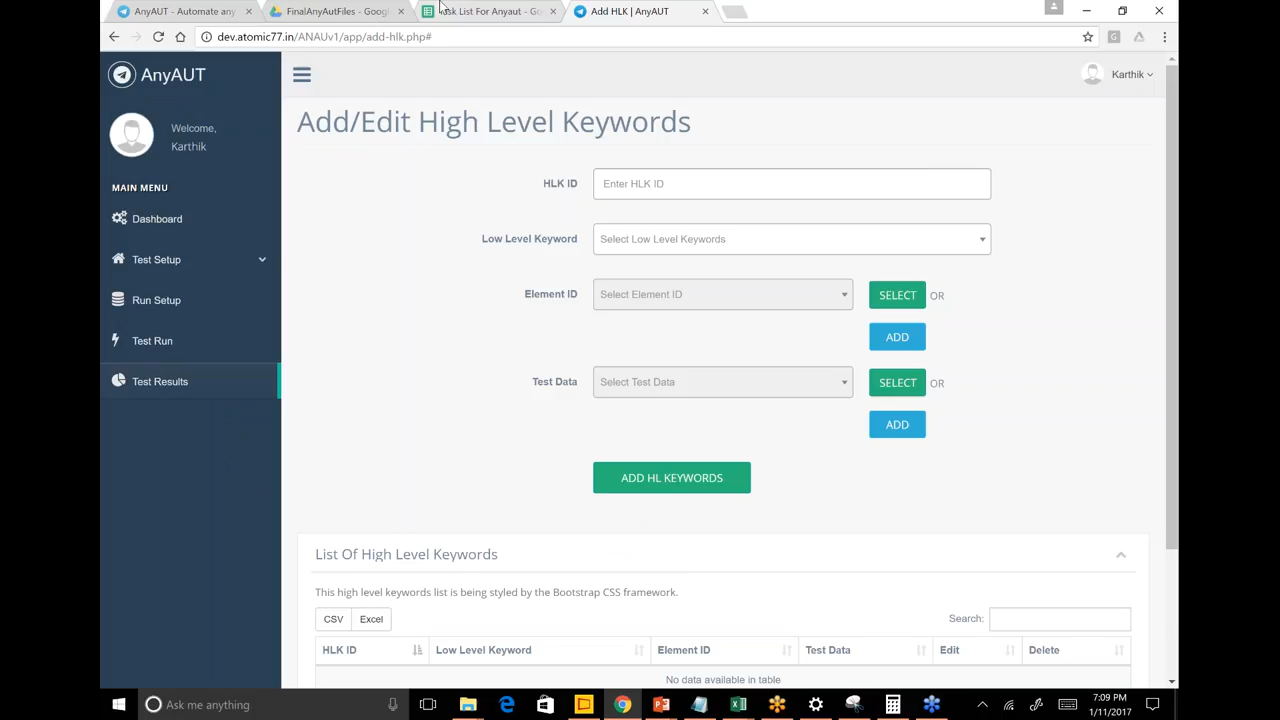 AnyAUT - Automate any
FinalAnyAutFiles - Googl
ask List For Anyaut - Go
Add HLK | AnyAUT
dev.atomic77.in/ANAUv1/app/add-hlk.php#
AnyAUT
Karthik
Welcome,
Karthik
MAIN MENU
Dashboard
Test Setup
Run Setup
Test Run
Test Results
Add/Edit High Level Keywords
HLK ID
Enter HLK ID
Low Level Keyword
Select Low Level Keywords
Element ID
Select Element ID
SELECT
OR
ADD
Test Data
Select Test Data
SELECT
OR
ADD
ADD HL KEYWORDS
List Of High Level Keywords
This high level keywords list is being styled by the Bootstrap CSS framework.
CSV
Excel
Search:
HLK ID
Low Level Keyword
Element ID
Test Data
Edit
Delete
No data available in table
Ask me anything
7:09 PM
1/11/2017